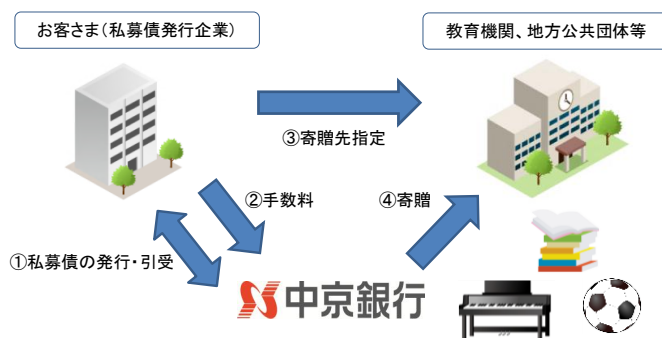 お客さま(私募債発行企業)
教育機関、地方公共団体等
③寄贈先指定
②手数料
④寄贈
①私募債の発行・引受
中京銀行